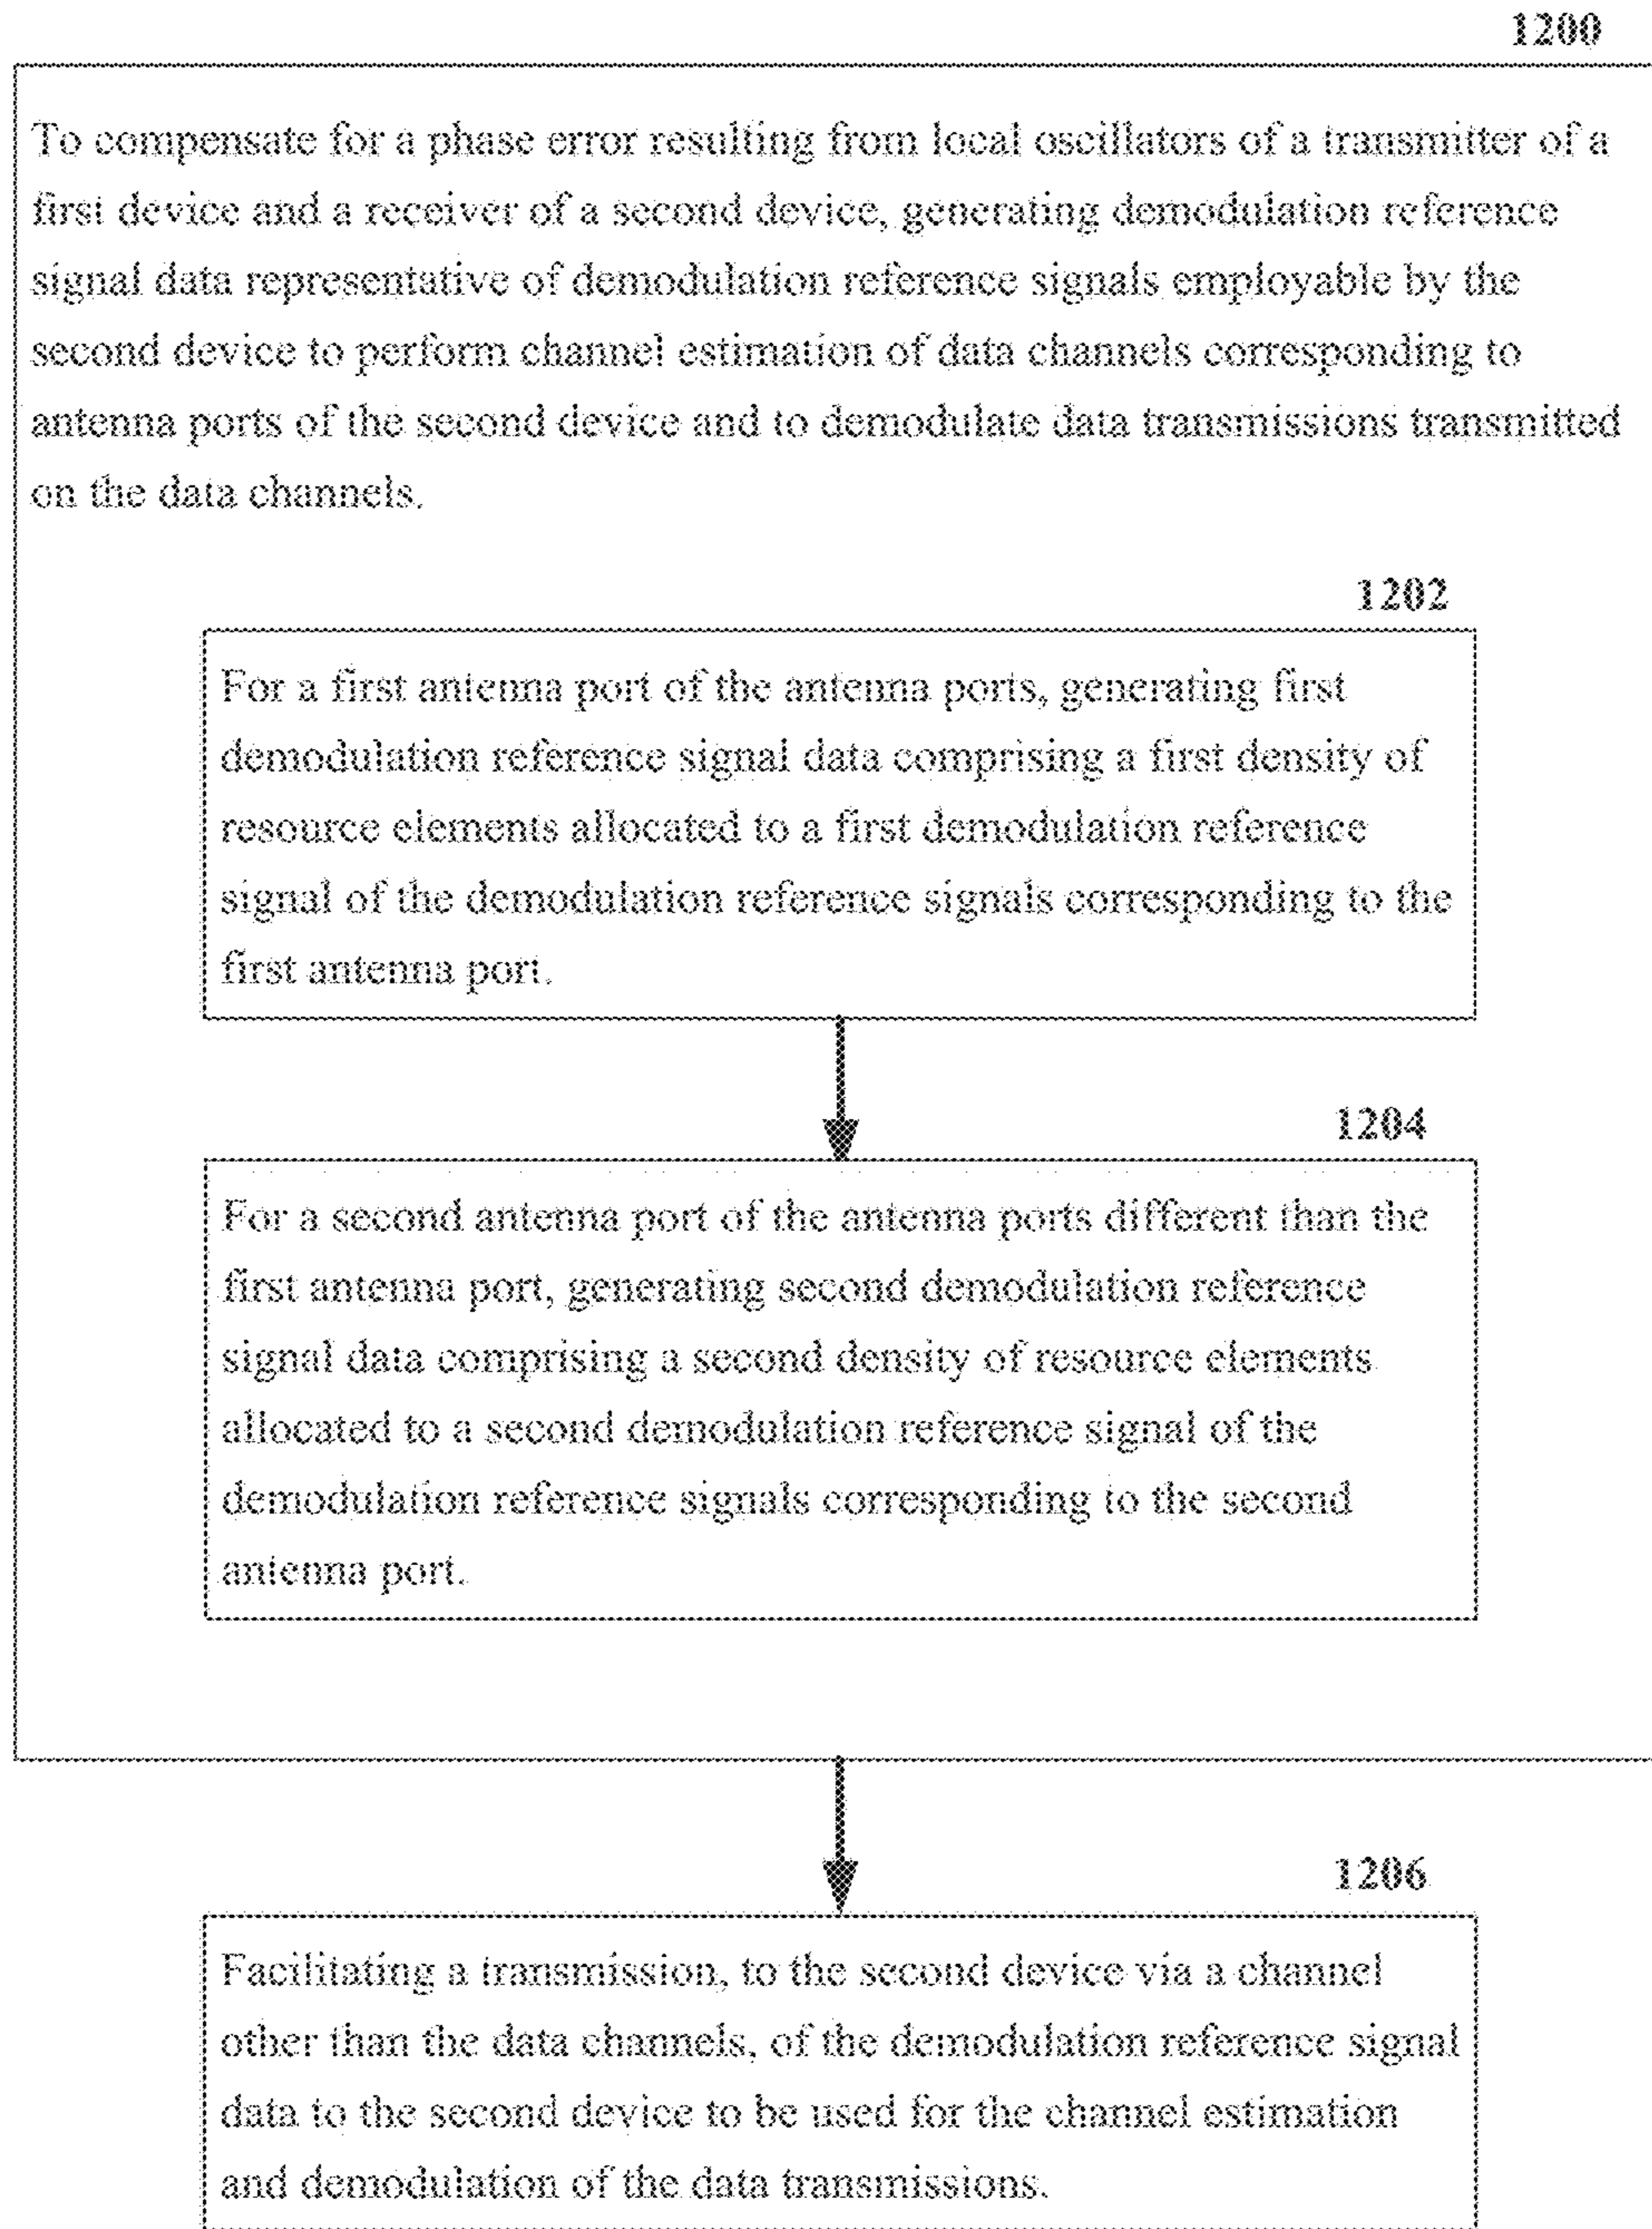 1200
To compensate for a phase error resulting from local oscillators of a transmitter of a
first device and a receiver of a second device, generating demodulation reference
signal data representative of demodulation reference signals employable by the
second device to perform channel estimation of data channels corresponding to
antenna ports of the second device and to demodulate data transmissions transmitted
on the data channels.
1202
For a first antenna port of the antenna ports, generating first
demodulation reference signal data comprising a first density of
resource elements allocated to a first demodulation reference
signal of the demodulation reference signals corresponding to the
first antenna port.
1204
For a second antenna port of the antenna ports different than the
first antenna port, generating second demodulation reference
signal data comprising a second density of resource elements
allocated to a second demodulation reference signal of the
demodulation reference signals corresponding to the second
antenna port.
1206
Facilitating a transmission, to the second device via a channel
other than the data channels, of the demodulation reference signal
data to the second device to be used for the channel estimation
and demodulation of the data transmissions.